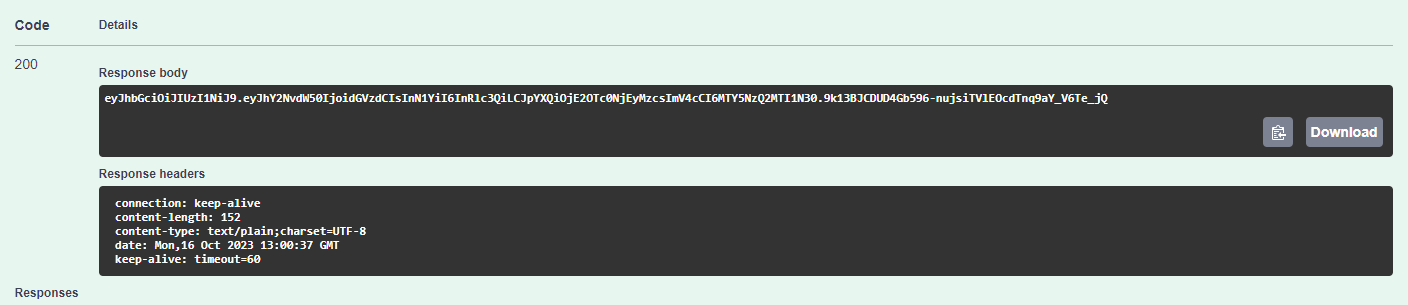 Code Details
200
Response body
eyJhbGciOiJIUzI1NiJ9.eyJhY2NvdW50IjoidGVzdCIsInN1YiI6InRlc3QiLCJpYXQiOjE2OTc0NjEyMzcsImV4cCI6MTY5NzQ2MTI1N30.9k13BJCDUD4Gb596-nujsiTVlEOcdTnq9aY_V6Te_jQ
Download
Response headers
connection: keep-alive
content-length: 152
content-type: text/plain;charset=UTF-8
date: Mon,16 Oct 2023 13:00:37 GMT
keep-alive: timeout=60
Responses